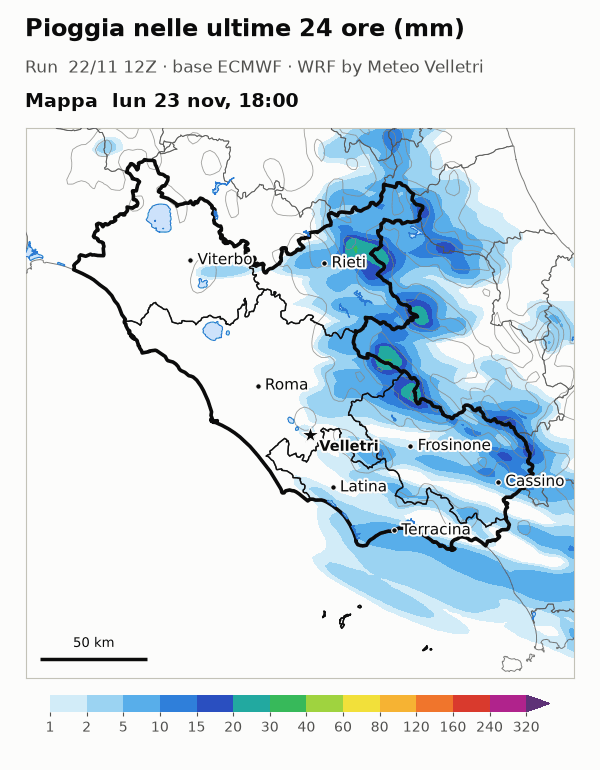 Pioggia nelle ultime 24 ore (mm)
Run  22/11 12Z · base ECMWF · WRF by Meteo Velletri
Mappa  lun 23 nov, 18:00
Viterbo
Rieti
Roma
Velletri
Frosinone
Latina
Cassino
Terracina
50 km
1 2 5 10 15 20 30 40 60 80 120 160 240 320